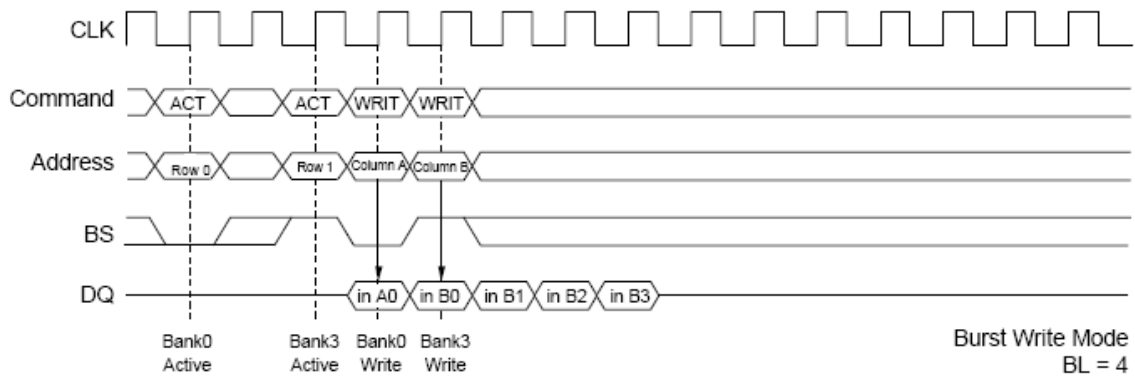 CLK
Command ACT ACT WRIT WRIT
Address Row 0 Row 1 Column A Column B
BS
DQ in A0 in B0 in B1 in B2 in B3
Bank0 Bank3 Bank0 Bank3
Active Active Write Write
Burst Write Mode
BL = 4